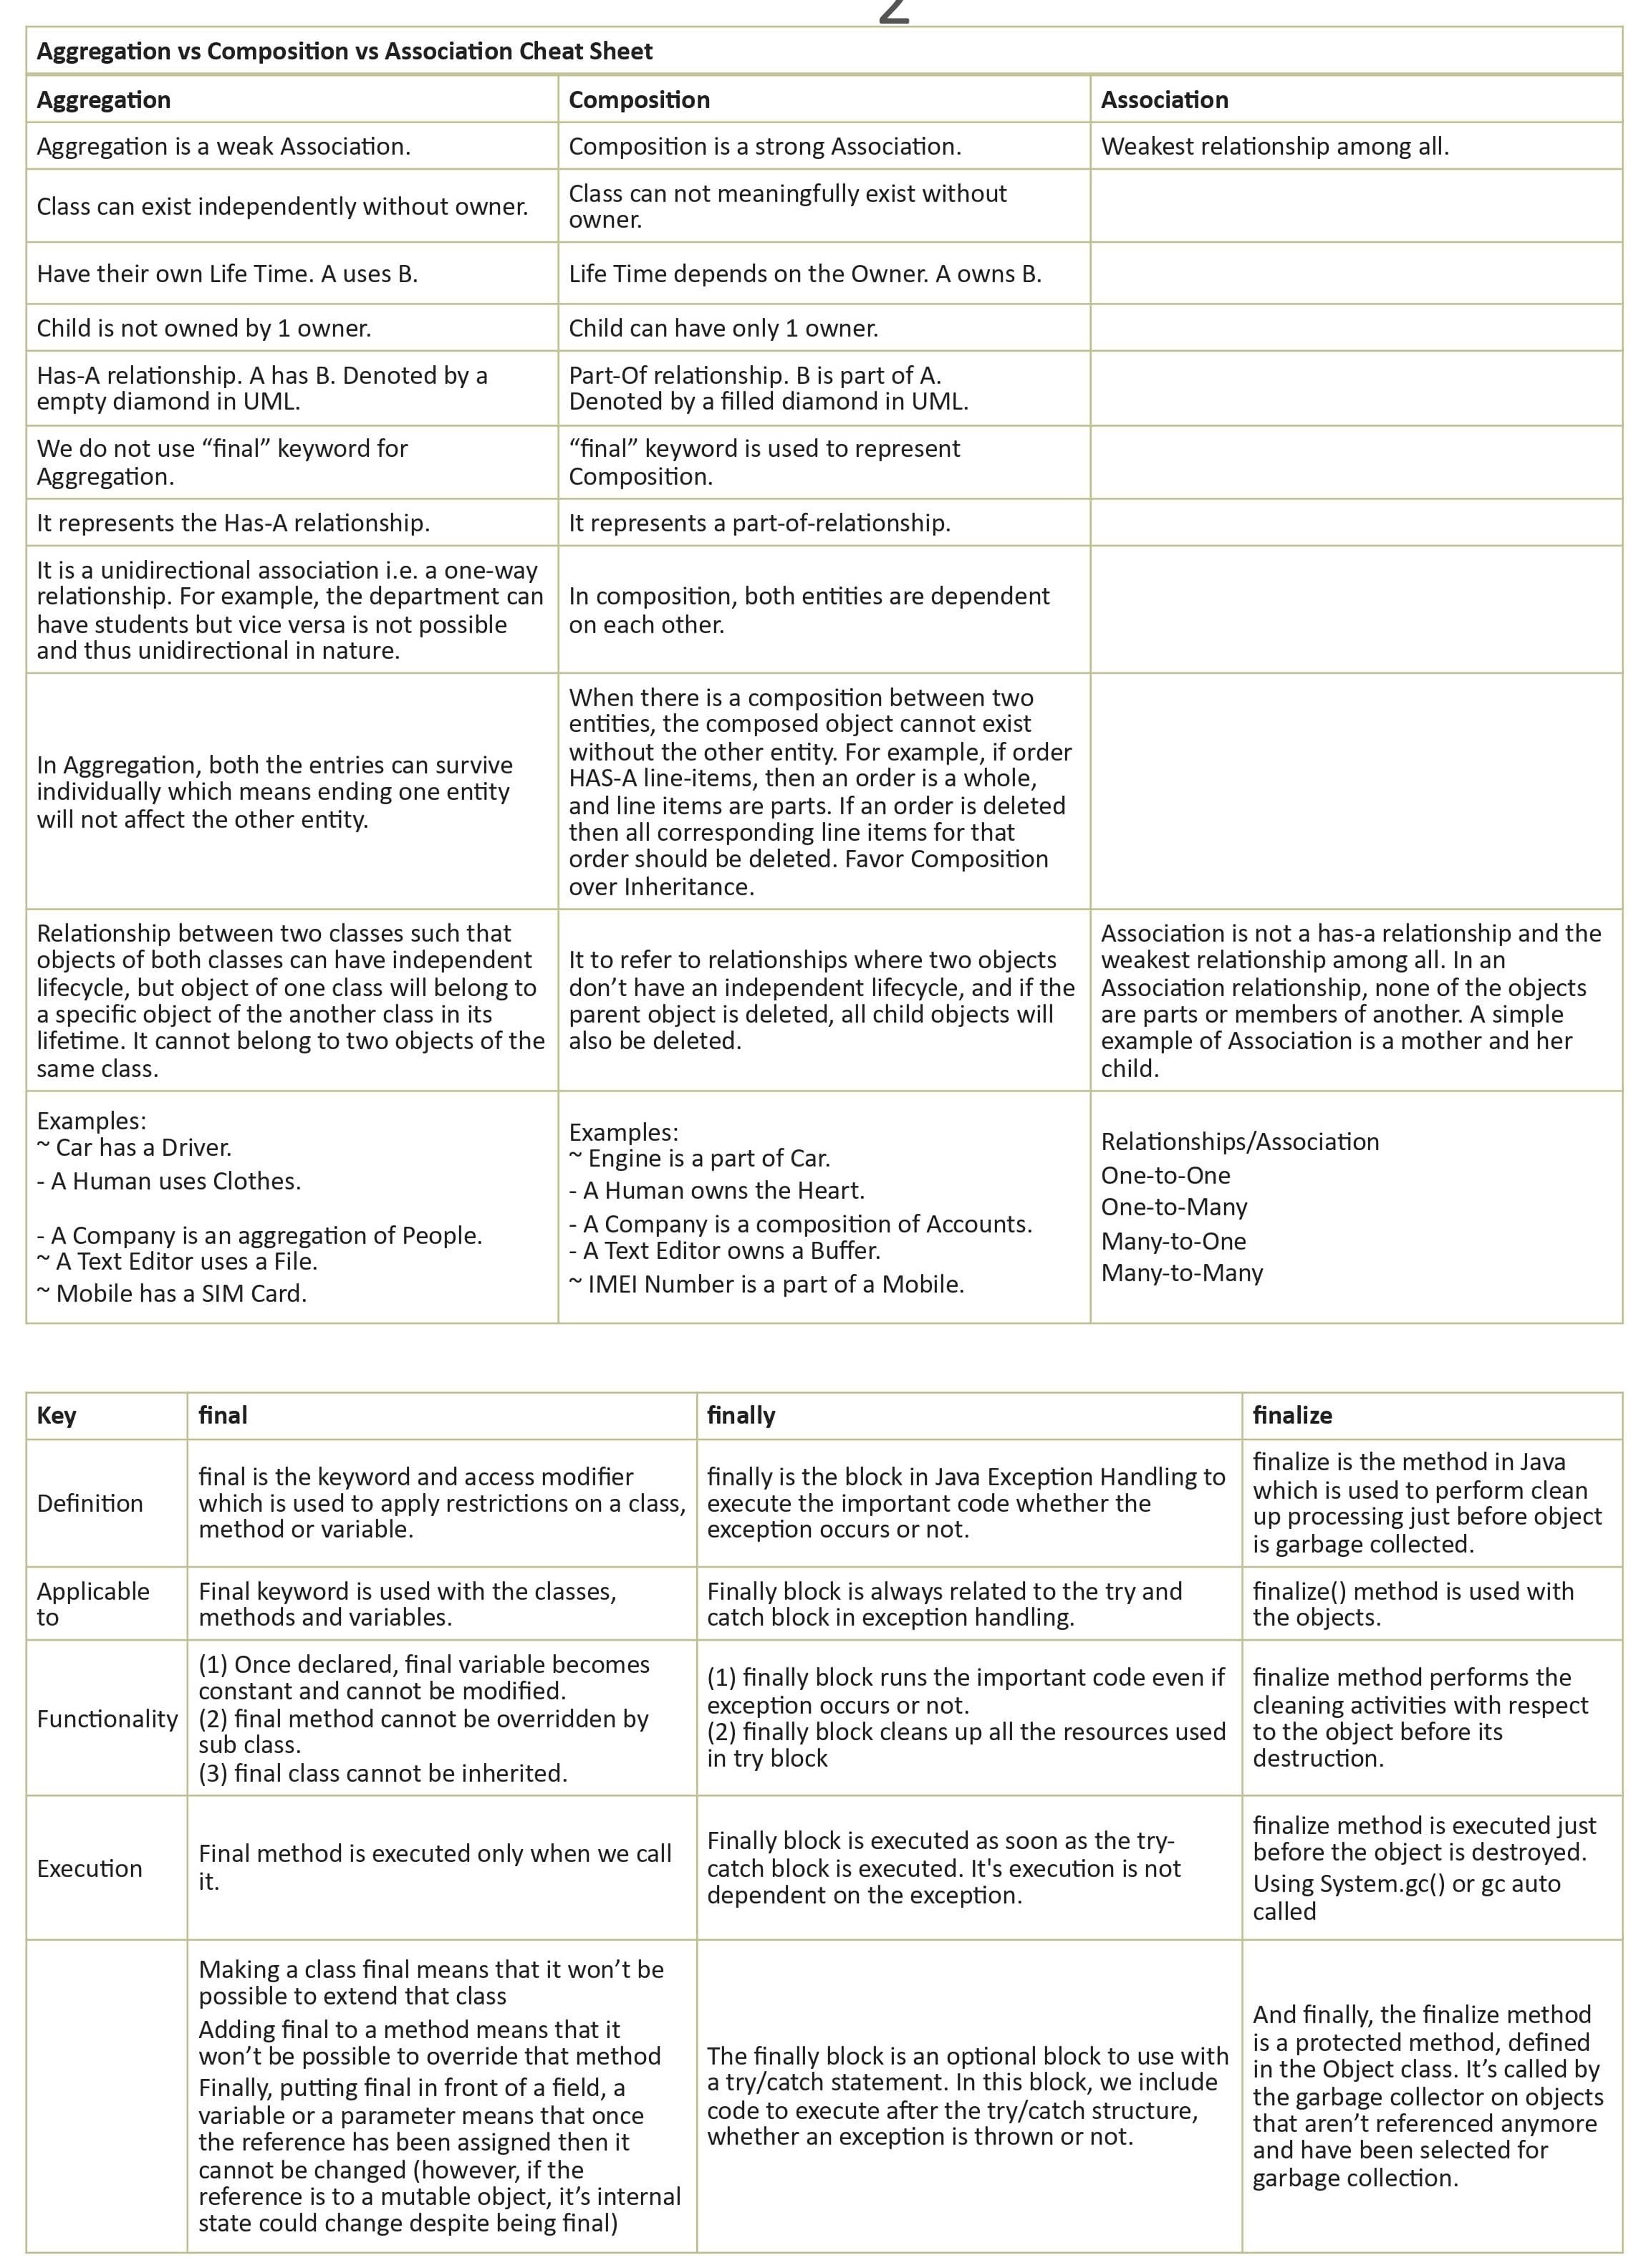 2
Aggregation vs Composition vs Association Cheat Sheet
Aggregation
Composition
Association
Aggregation is a weak Association.
Composition is a strong Association.
Weakest relationship among all.
Class can exist independently without owner.
Class can not meaningfully exist without
owner.
Have their own Life Time. A uses B.
Life Time depends on the Owner. A owns B.
Child is not owned by 1 owner.
Child can have only 1 owner.
Has-A relationship. A has B. Denoted by a
empty diamond in UML.
Part-Of relationship. B is part of A.
Denoted by a filled diamond in UML.
We do not use “final” keyword for
Aggregation.
“final” keyword is used to represent
Composition.
It represents the Has-A relationship.
It represents a part-of-relationship.
It is a unidirectional association i.e. a one-way
relationship. For example, the department can
have students but vice versa is not possible
and thus unidirectional in nature.
In composition, both entities are dependent
on each other.
In Aggregation, both the entries can survive
individually which means ending one entity
will not affect the other entity.
When there is a composition between two
entities, the composed object cannot exist
without the other entity. For example, if order
HAS-A line-items, then an order is a whole,
and line items are parts. If an order is deleted
then all corresponding line items for that
order should be deleted. Favor Composition
over Inheritance.
Relationship between two classes such that
objects of both classes can have independent
lifecycle, but object of one class will belong to
a specific object of the another class in its
lifetime. It cannot belong to two objects of the
same class.
It to refer to relationships where two objects
don’t have an independent lifecycle, and if the
parent object is deleted, all child objects will
also be deleted.
Association is not a has-a relationship and the
weakest relationship among all. In an
Association relationship, none of the objects
are parts or members of another. A simple
example of Association is a mother and her
child.
Examples:
~ Car has a Driver.
- A Human uses Clothes.
- A Company is an aggregation of People.
~ A Text Editor uses a File.
~ Mobile has a SIM Card.
Examples:
~ Engine is a part of Car.
- A Human owns the Heart.
- A Company is a composition of Accounts.
- A Text Editor owns a Buffer.
~ IMEI Number is a part of a Mobile.
Relationships/Association
One-to-One
One-to-Many
Many-to-One
Many-to-Many
Key
final
finally
finalize
Definition
final is the keyword and access modifier
which is used to apply restrictions on a class,
method or variable.
finally is the block in Java Exception Handling to
execute the important code whether the
exception occurs or not.
finalize is the method in Java
which is used to perform clean
up processing just before object
is garbage collected.
Applicable
to
Final keyword is used with the classes,
methods and variables.
Finally block is always related to the try and
catch block in exception handling.
finalize() method is used with
the objects.
Functionality
(1) Once declared, final variable becomes
constant and cannot be modified.
(2) final method cannot be overridden by
sub class.
(3) final class cannot be inherited.
(1) finally block runs the important code even if
exception occurs or not.
(2) finally block cleans up all the resources used
in try block
finalize method performs the
cleaning activities with respect
to the object before its
destruction.
Execution
Final method is executed only when we call
it.
Finally block is executed as soon as the try-
catch block is executed. It's execution is not
dependent on the exception.
finalize method is executed just
before the object is destroyed.
Using System.gc() or gc auto
called
Making a class final means that it won’t be
possible to extend that class
Adding final to a method means that it
won’t be possible to override that method
Finally, putting final in front of a field, a
variable or a parameter means that once
the reference has been assigned then it
cannot be changed (however, if the
reference is to a mutable object, it’s internal
state could change despite being final)
The finally block is an optional block to use with
a try/catch statement. In this block, we include
code to execute after the try/catch structure,
whether an exception is thrown or not.
And finally, the finalize method
is a protected method, defined
in the Object class. It’s called by
the garbage collector on objects
that aren’t referenced anymore
and have been selected for
garbage collection.